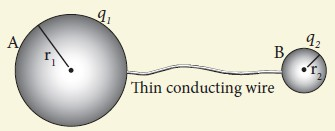 q₁
A
r₁
q₂
B
r₂
Thin conducting wire